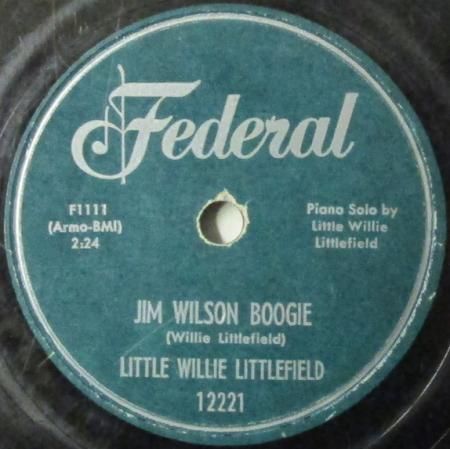 Federal
F1111
(Armo-BMI)
2:24
Piano Solo by
Little Willie
Littlefield
JIM WILSON BOOGIE
(Willie Littlefield)
LITTLE WILLIE LITTLEFIELD
12221